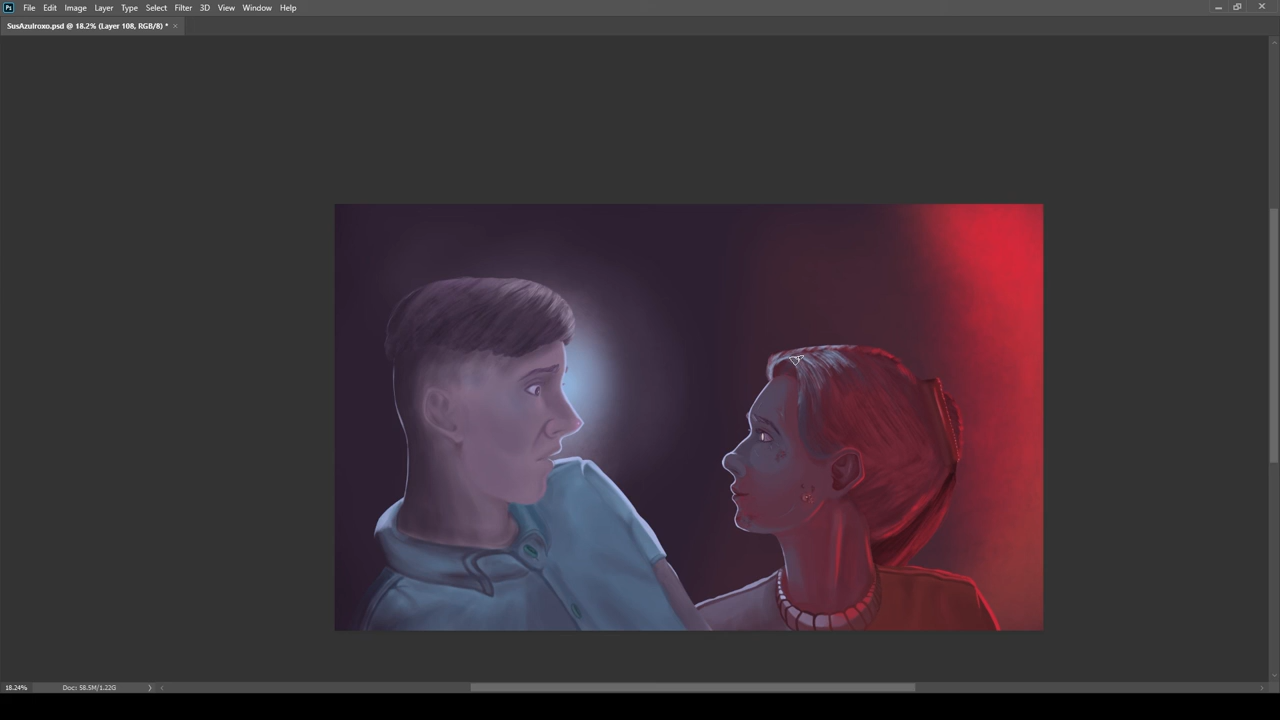 Ps File Edit Image Layer Type Select Filter 3D View Window Help
SusAzulroxo.psd @ 18.2% (Layer 108, RGB/8) *
18.24% Doc: 58.5M/1.22G